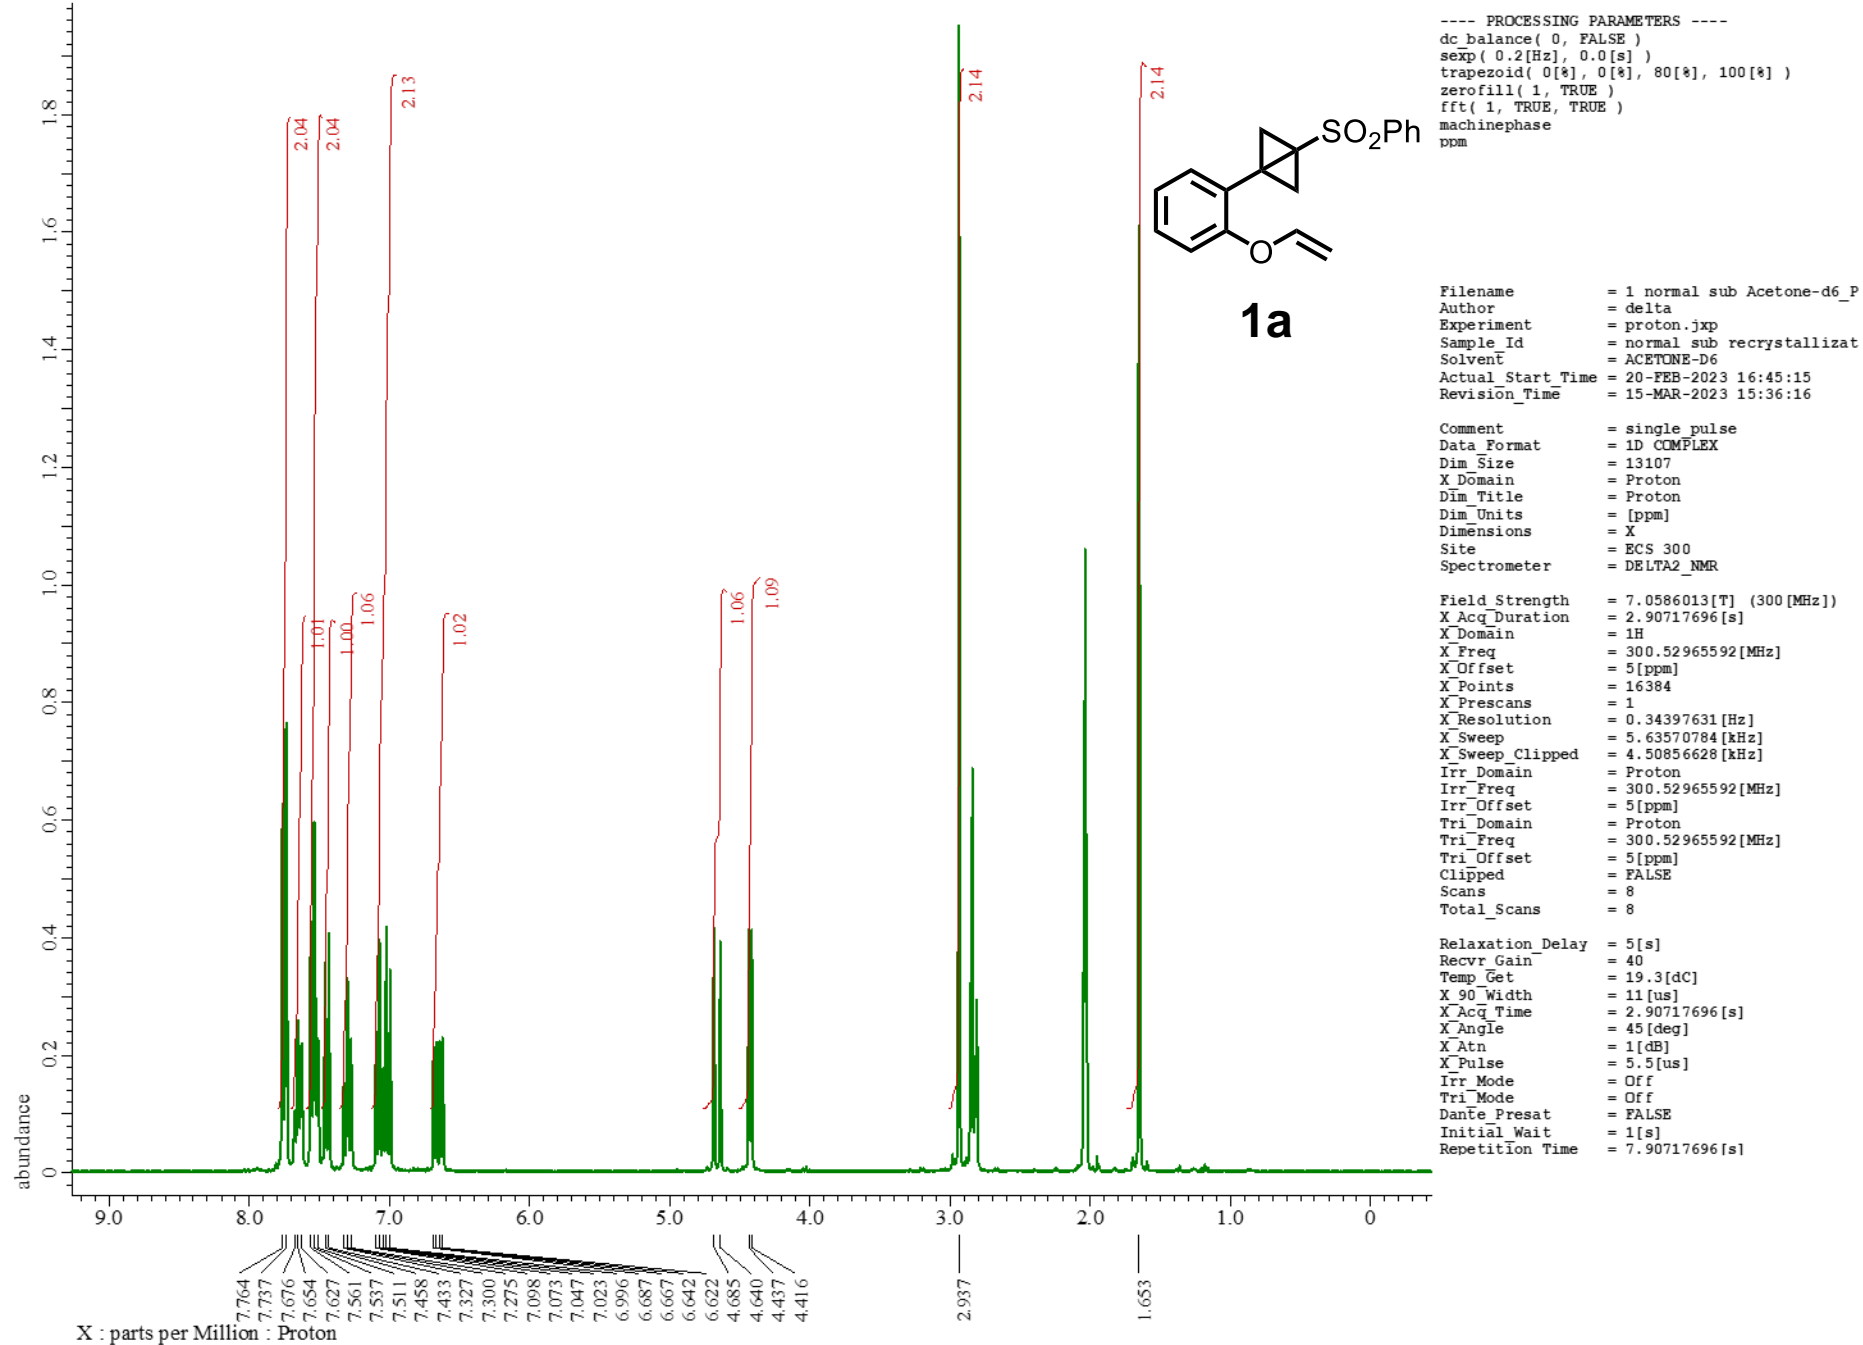 ---- PROCESSING PARAMETERS ----
dc_balance( 0, FALSE )
sexp( 0.2[Hz], 0.0[s] )
trapezoid( 0[%], 0[%], 80[%], 100[%] )
zerofill( 1, TRUE )
fft( 1, TRUE, TRUE )
machinephase
ppm
Filename = 1 normal sub Acetone-d6_P
Author = delta
Experiment = proton.jxp
Sample_Id = normal sub recrystallizat
Solvent = ACETONE-D6
Actual_Start_Time = 20-FEB-2023 16:45:15
Revision_Time = 15-MAR-2023 15:36:16
Comment = single_pulse
Data_Format = 1D COMPLEX
Dim_Size = 13107
X_Domain = Proton
Dim_Title = Proton
Dim_Units = [ppm]
Dimensions = X
Site = ECS 300
Spectrometer = DELTA2_NMR
Field_Strength = 7.0586013[T] (300[MHz])
X_Acq_Duration = 2.90717696[s]
X_Domain = 1H
X_Freq = 300.52965592[MHz]
X_Offset = 5[ppm]
X_Points = 16384
X_Prescans = 1
X_Resolution = 0.34397631[Hz]
X_Sweep = 5.63570784[kHz]
X_Sweep_Clipped = 4.50856628[kHz]
Irr_Domain = Proton
Irr_Freq = 300.52965592[MHz]
Irr_Offset = 5[ppm]
Tri_Domain = Proton
Tri_Freq = 300.52965592[MHz]
Tri_Offset = 5[ppm]
Clipped = FALSE
Scans = 8
Total_Scans = 8
Relaxation_Delay = 5[s]
Recvr_Gain = 40
Temp_Get = 19.3[dC]
X_90_Width = 11[us]
X_Acq_Time = 2.90717696[s]
X_Angle = 45[deg]
X_Atn = 1[dB]
X_Pulse = 5.5[us]
Irr_Mode = Off
Tri_Mode = Off
Dante_Presat = FALSE
Initial_Wait = 1[s]
Repetition_Time = 7.90717696[s]
SO2Ph
O
1a
2.04
2.04
2.13
2.14
2.14
1.01
1.00
1.06
1.02
1.06
1.09
abundance
1.8
1.6
1.4
1.2
1.0
0.8
0.6
0.4
0.2
0
9.0 8.0 7.0 6.0 5.0 4.0 3.0 2.0 1.0 0
7.764
7.737
7.676
7.654
7.627
7.561
7.537
7.511
7.458
7.433
7.327
7.300
7.275
7.098
7.073
7.047
7.023
6.996
6.687
6.667
6.642
6.622
4.685
4.640
4.437
4.416
2.937
1.653
X : parts per Million : Proton